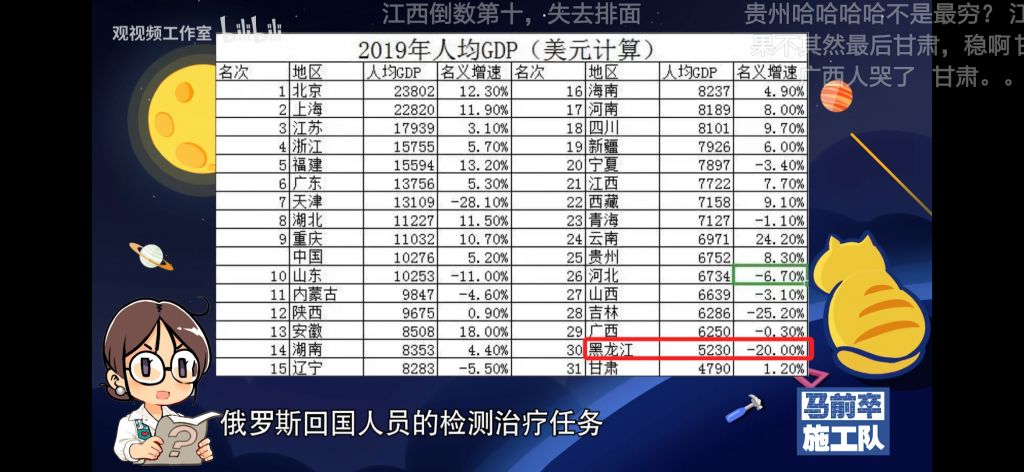 江西倒数第十，失去排面
贵州哈哈哈哈不是最穷？江
观视频工作室 bilibili
果不其然最后甘肃，稳啊甘
广西人哭了 甘肃。。
2019年人均GDP（美元计算）
名次 地区 人均GDP 名义增速 名次 地区 人均GDP 名义增速
1 北京 23802 12.30% 16 海南 8237 4.90%
2 上海 22820 11.90% 17 河南 8189 8.00%
3 江苏 17939 3.10% 18 四川 8101 9.70%
4 浙江 15755 5.70% 19 新疆 7926 6.00%
5 福建 15594 13.20% 20 宁夏 7897 -3.40%
6 广东 13756 5.30% 21 江西 7722 7.70%
7 天津 13109 -28.10% 22 西藏 7158 9.10%
8 湖北 11227 11.50% 23 青海 7127 -1.10%
9 重庆 11032 10.70% 24 云南 6971 24.20%
中国 10276 5.20% 25 贵州 6752 8.30%
10 山东 10253 -11.00% 26 河北 6734 -6.70%
11 内蒙古 9847 -4.60% 27 山西 6639 -3.10%
12 陕西 9675 0.90% 28 吉林 6286 -25.20%
13 安徽 8508 18.00% 29 广西 6250 -0.30%
14 湖南 8353 4.40% 30 黑龙江 5230 -20.00%
15 辽宁 8283 -5.50% 31 甘肃 4790 1.20%
?
俄罗斯回国人员的检测治疗任务
马前卒
施工队